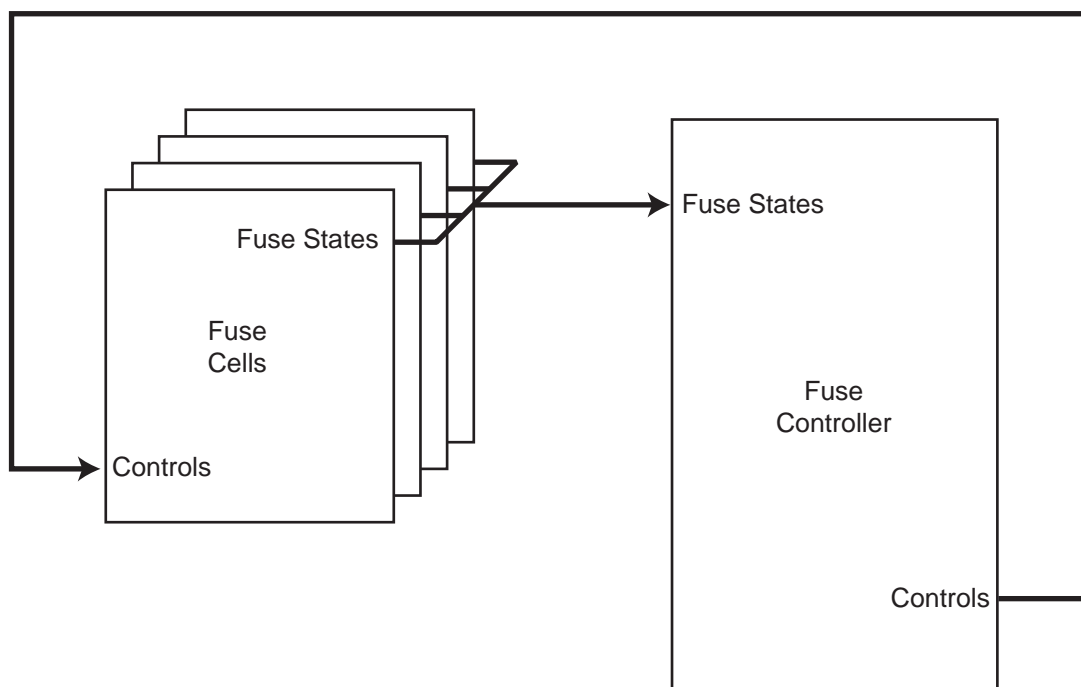 Fuse States
Fuse
Cells
Controls
Fuse States
Fuse
Controller
Controls